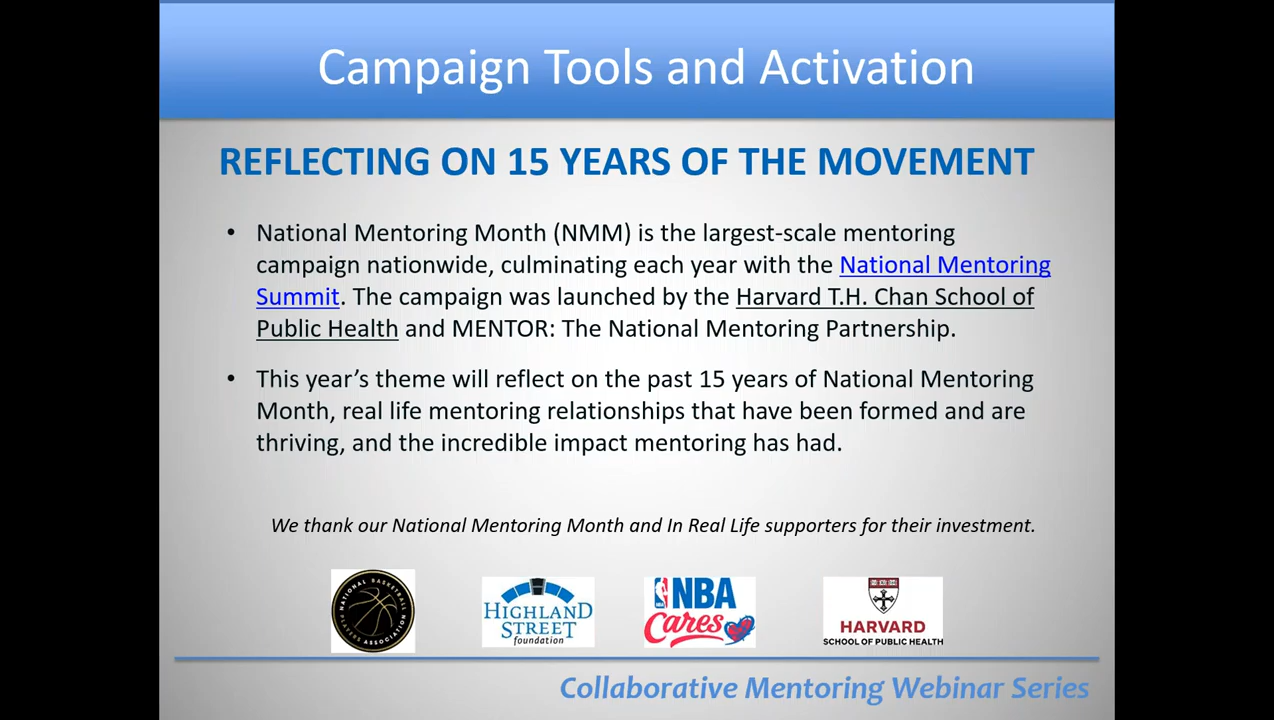 Campaign Tools and Activation
REFLECTING ON 15 YEARS OF THE MOVEMENT
• National Mentoring Month (NMM) is the largest-scale mentoring
campaign nationwide, culminating each year with the National Mentoring
Summit. The campaign was launched by the Harvard T.H. Chan School of
Public Health and MENTOR: The National Mentoring Partnership.
• This year’s theme will reflect on the past 15 years of National Mentoring
Month, real life mentoring relationships that have been formed and are
thriving, and the incredible impact mentoring has had.
We thank our National Mentoring Month and In Real Life supporters for their investment.
NATIONAL BASKETBALL
PLAYERS ASSOCIATION
HIGHLAND
STREET
foundation
NBA
Cares
HARVARD
SCHOOL OF PUBLIC HEALTH
Collaborative Mentoring Webinar Series